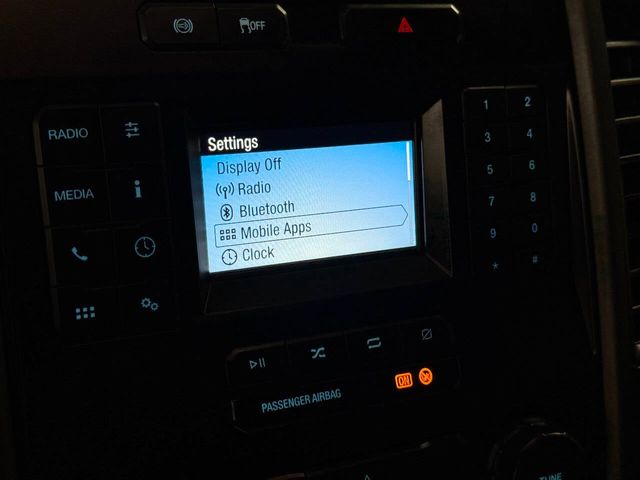 OFF
RADIO
MEDIA
Settings
Display Off
Radio
Bluetooth
Mobile Apps
Clock
1 2
3 4
5 6
7 8
9 0
* #
PASSENGER AIRBAG
ON
TUNE